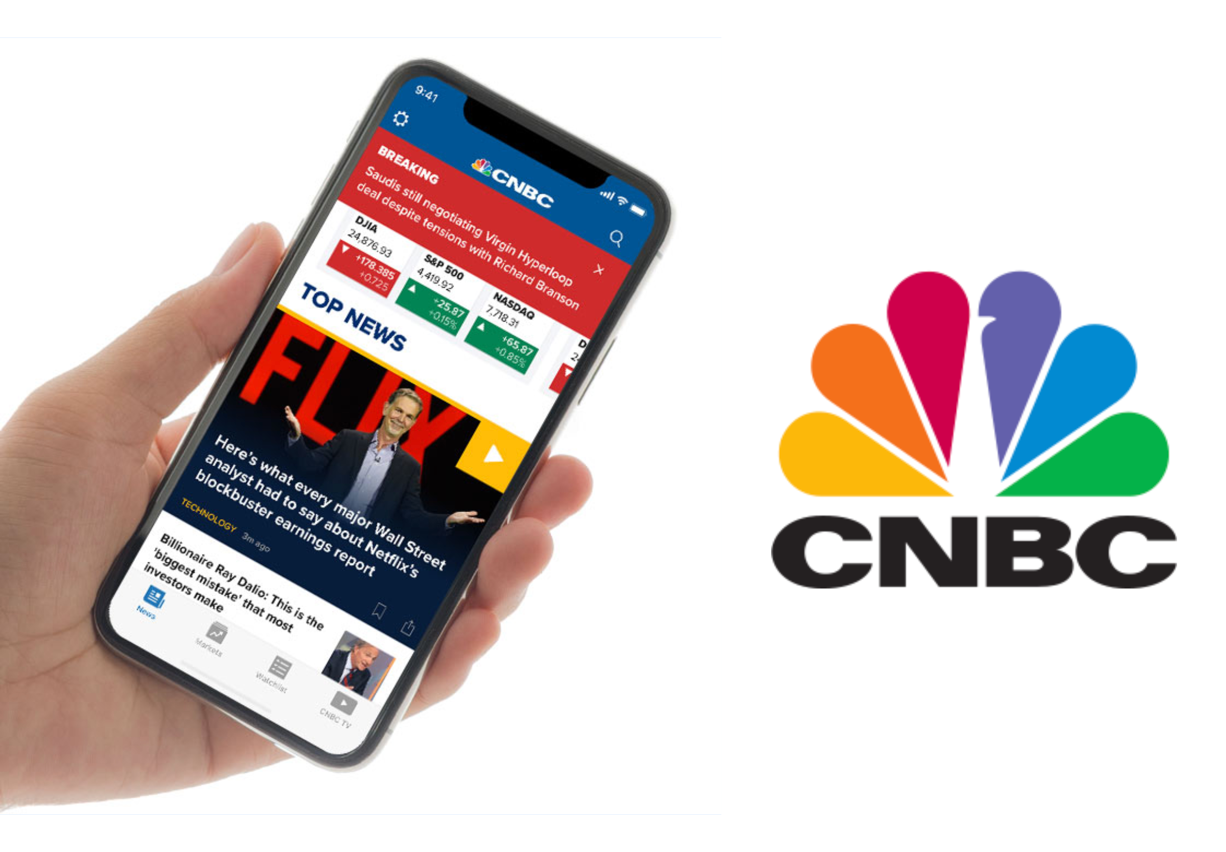 9:41
CNBC
BREAKING
Saudis still negotiating Virgin Hyperloop
deal despite tensions with Richard Branson
DJIA
24,876.93
+178.385
+0.725
S&P 500
4,419.92
+25.87
+0.15%
NASDAQ
7,718.31
+65.87
+0.85%
D
24
TOP NEWS
FLIX
Here's what every major Wall Street
analyst had to say about Netflix's
blockbuster earnings report
TECHNOLOGY 3m ago
Billionaire Ray Dalio: This is the
'biggest mistake' that most
investors make
News
Markets
Watchlist
CNBC TV
CNBC